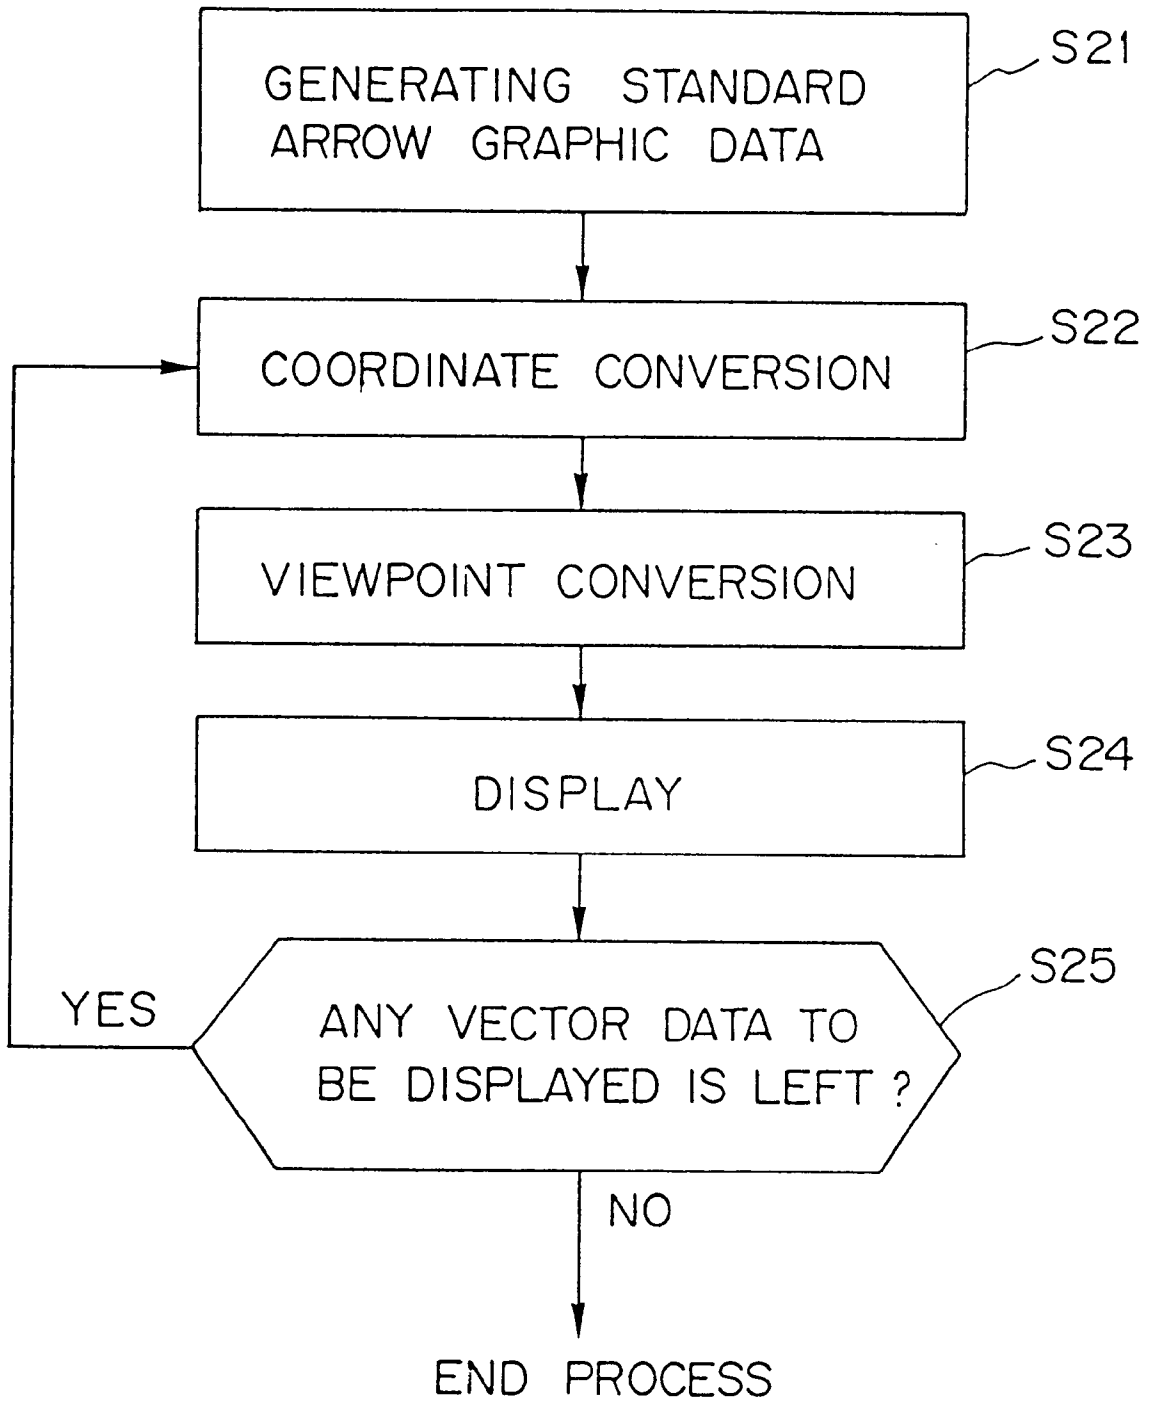 GENERATING STANDARD
ARROW GRAPHIC DATA
S21
COORDINATE CONVERSION
S22
VIEWPOINT CONVERSION
S23
DISPLAY
S24
ANY VECTOR DATA TO
BE DISPLAYED IS LEFT ?
S25
YES
NO
END PROCESS